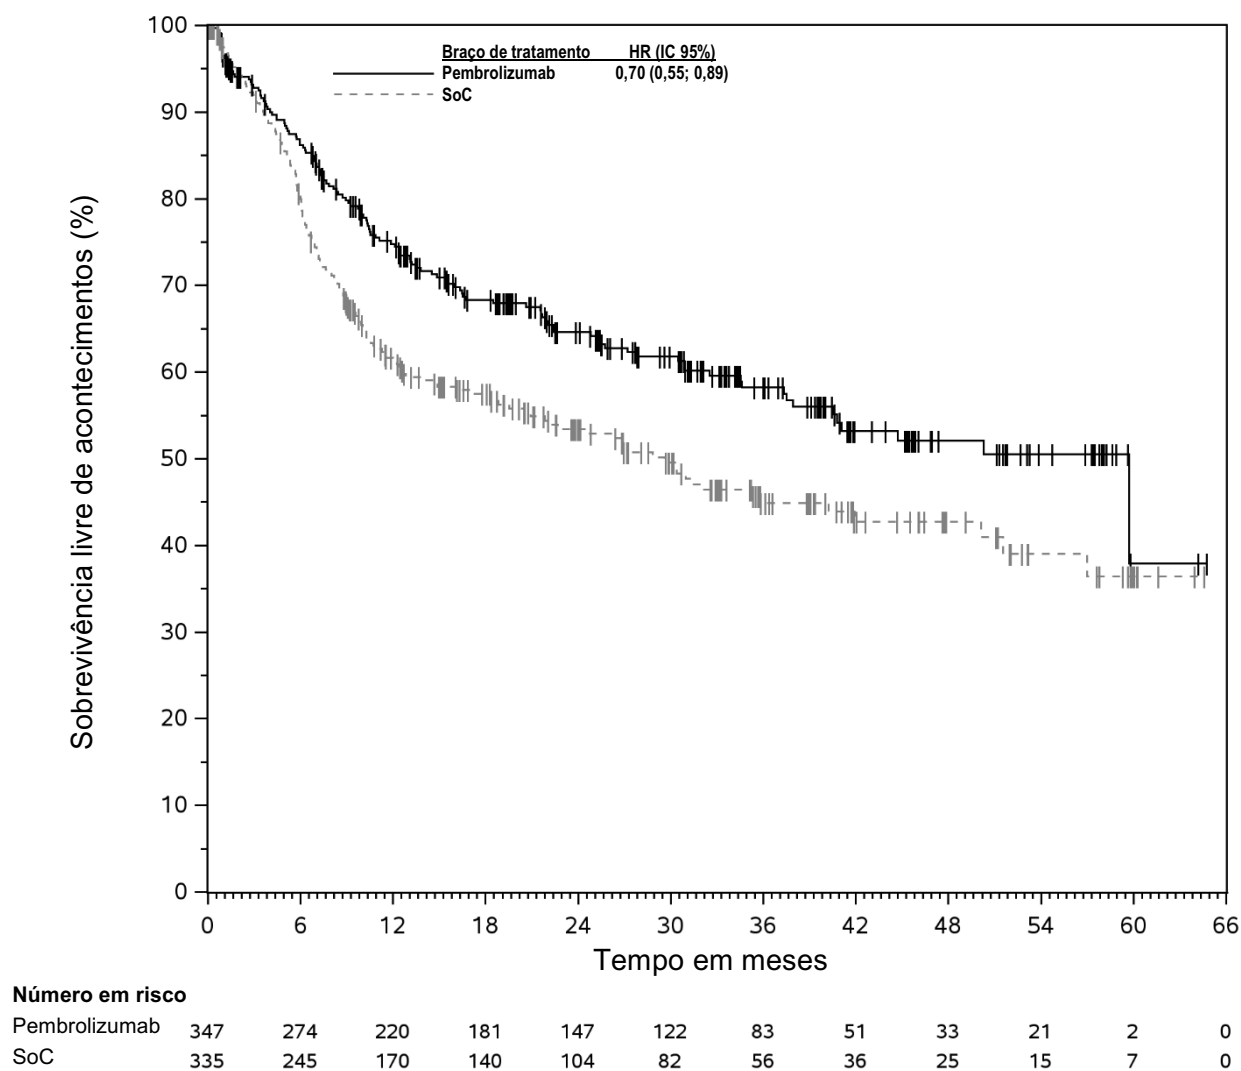 Braço de tratamento HR (IC 95%)
Pembrolizumab 0,70 (0,55; 0,89)
SoC
Sobrevivência livre de acontecimentos (%)
100
90
80
70
60
50
40
30
20
10
0
0 6 12 18 24 30 36 42 48 54 60 66
Tempo em meses
Número em risco
Pembrolizumab 347 274 220 181 147 122 83 51 33 21 2 0
SoC 335 245 170 140 104 82 56 36 25 15 7 0